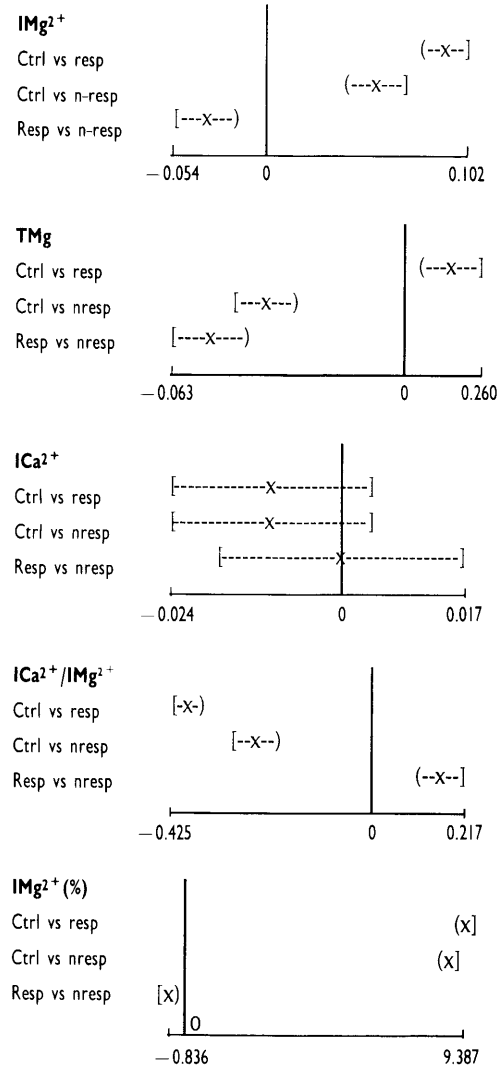 IMg²⁺
Ctrl vs resp (--x--]
Ctrl vs n-resp (---x---]
Resp vs n-resp [---x---)
−0.054 0 0.102
TMg
Ctrl vs resp (---x---]
Ctrl vs nresp [----x----)
Resp vs nresp [----x----)
−0.063 0 0.260
ICa²⁺
Ctrl vs resp [-------------x-------------]
Ctrl vs nresp [-------------x-------------]
Resp vs nresp [----------------x----------------]
−0.024 0 0.017
ICa²⁺/IMg²⁺
Ctrl vs resp [-x-)
Ctrl vs nresp [--x--)
Resp vs nresp (--x--]
−0.425 0 0.217
IMg²⁺(%)
Ctrl vs resp (x]
Ctrl vs nresp (x]
Resp vs nresp [x)
0
−0.836 9.387